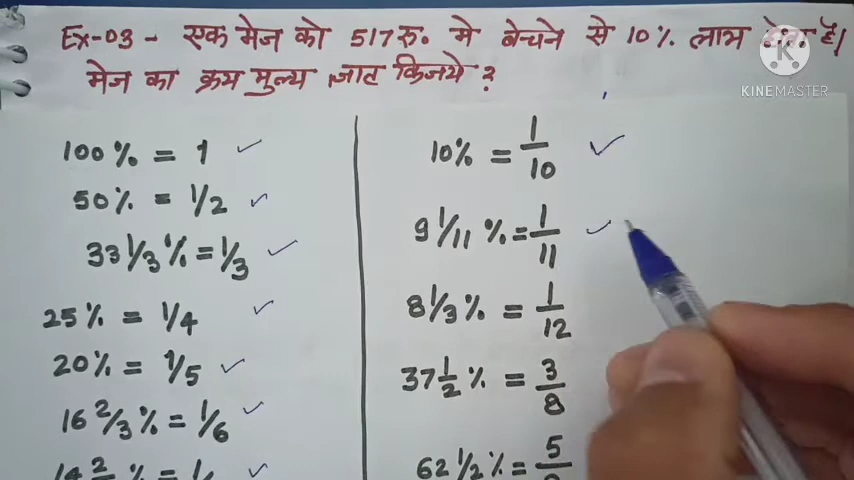 Ex-03 - एक मेज को 517 रु० मे बेचने से 10% लाभ है।
मेज का क्रय मुल्य ज्ञात किजये ?
KINEMASTER
100% = 1
50% = 1/2
33 1/3 % = 1/3
25% = 1/4
20% = 1/5
16 2/3 % = 1/6
10% = 1/10
9 1/11 % = 1/11
8 1/3 % = 1/12
37 1/2 % = 3/8
62 1/2 % = 5/